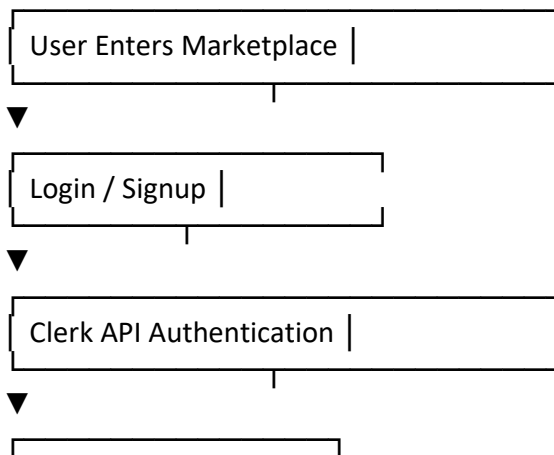 User Enters Marketplace
Login / Signup
Clerk API Authentication